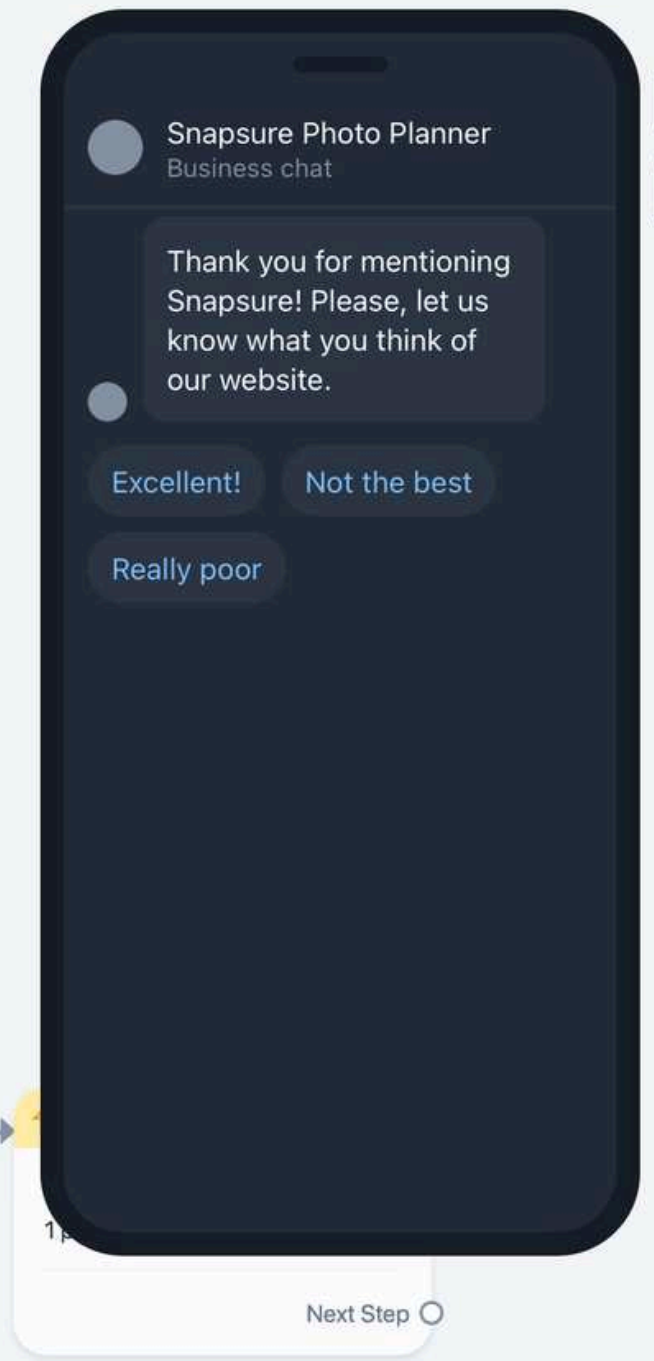 Snapsure Photo Planner
Business chat
Thank you for mentioning
Snapsure! Please, let us
know what you think of
our website.
Excellent!
Not the best
Really poor
1
Next Step